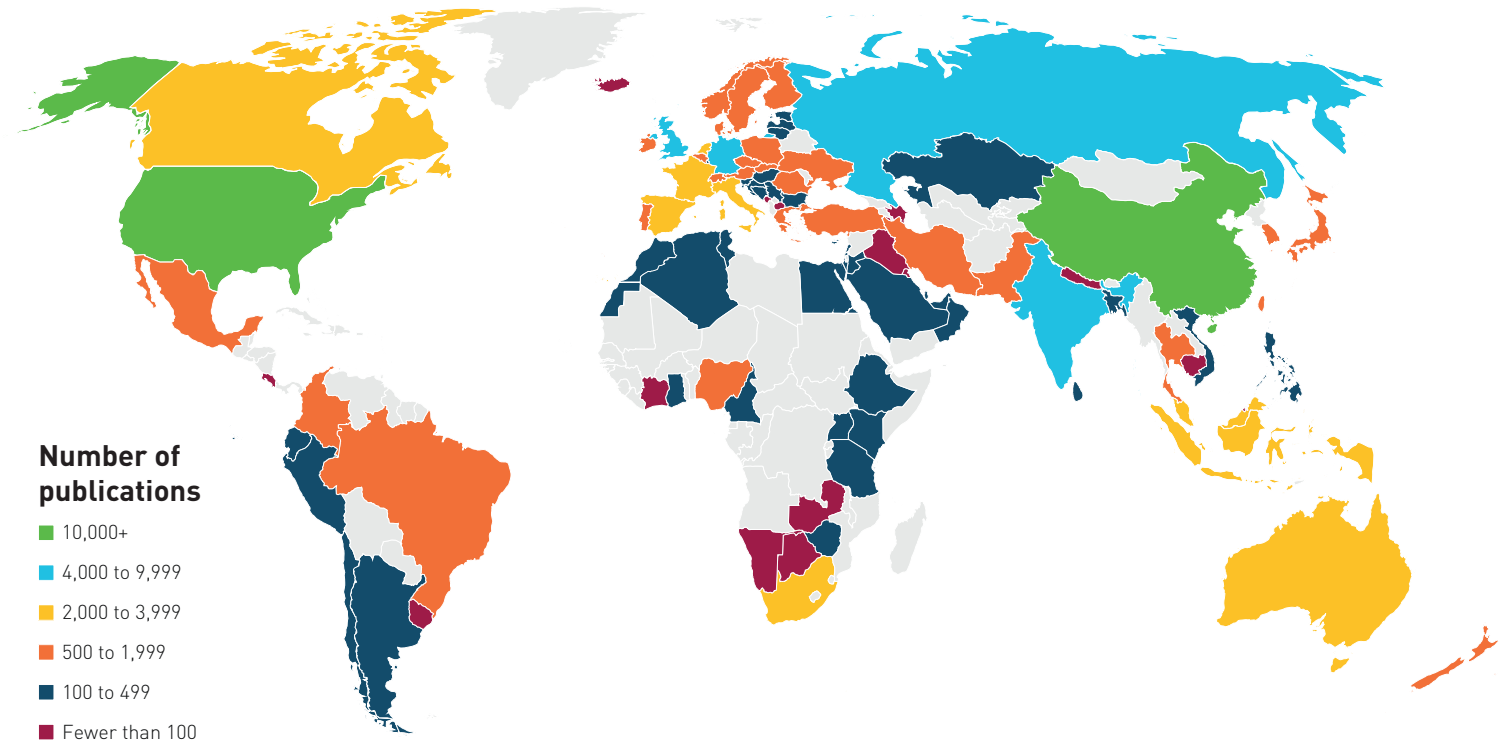 Number of
publications
10,000+
4,000 to 9,999
2,000 to 3,999
500 to 1,999
100 to 499
Fewer than 100